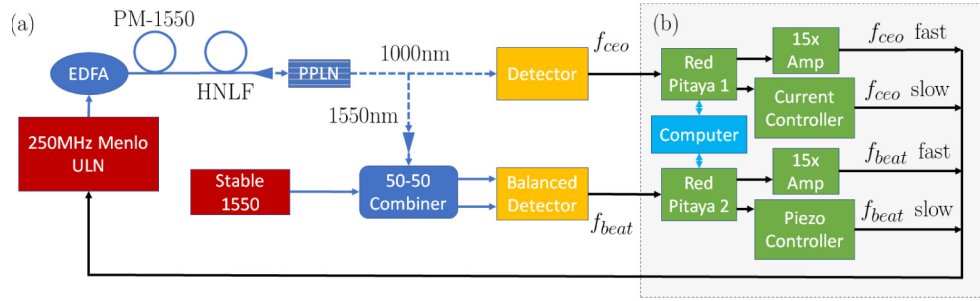 (a)
PM-1550
EDFA
HNLF
PPLN
1000nm
1550nm
Detector
f_ceo
250MHz Menlo
ULN
Stable
1550
50-50
Combiner
Balanced
Detector
f_beat
(b)
Red
Pitaya 1
15x
Amp
f_ceo fast
Current
Controller
f_ceo slow
Computer
Red
Pitaya 2
15x
Amp
f_beat fast
Piezo
Controller
f_beat slow